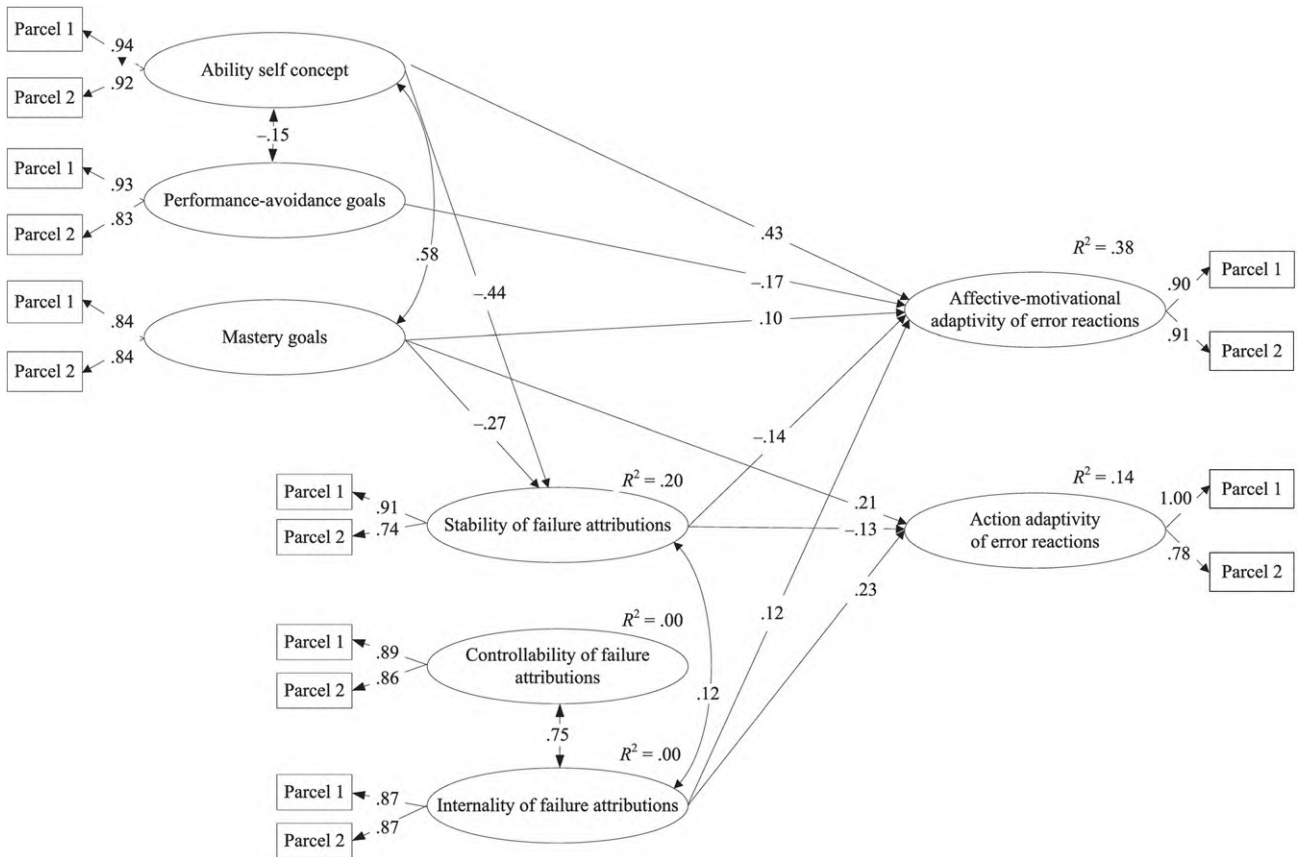 Parcel 1
.94
Ability self concept
.92
Parcel 2
–.15
Parcel 1
.93
Performance-avoidance goals
.83
Parcel 2
.43
.58
R² = .38
Parcel 1
.90
–.44
–.17
Affective-motivational
adaptivity of error reactions
.10
Parcel 1
.84
Mastery goals
.84
Parcel 2
.91
Parcel 2
–.27
–.14
R² = .20
R² = .14
Parcel 1
.91
Stability of failure attributions
.74
Parcel 2
.21
–.13
1.00
Parcel 1
Action adaptivity
of error reactions
.78
Parcel 2
.23
.12
R² = .00
Parcel 1
.89
Controllability of failure
attributions
.86
Parcel 2
.12
.75
R² = .00
Parcel 1
.87
Internality of failure attributions
.87
Parcel 2